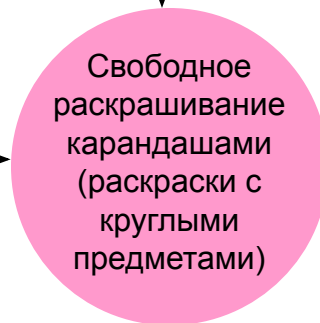 Свободное
раскрашивание
карандашами
(раскраски с
круглыми
предметами)